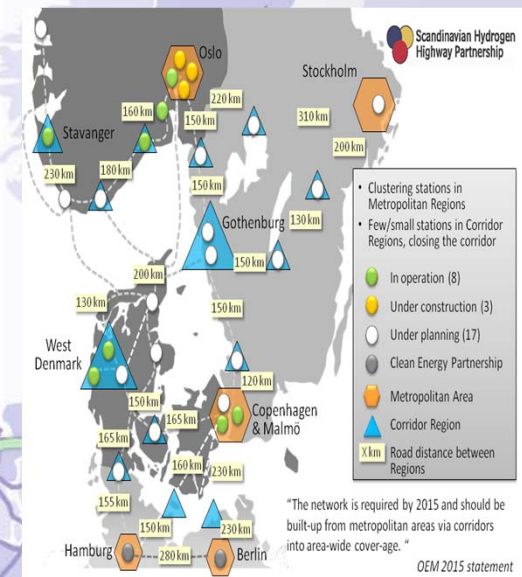 Scandinavian Hydrogen
Highway Partnership
Oslo
Stockholm
160 km
220 km
310 km
150 km
Stavanger
200 km
230 km
180 km
150 km
130 km
Gothenburg
150 km
200 km
130 km
150 km
West
Denmark
120 km
150 km
165 km
Copenhagen
& Malmö
165 km
160 km
230 km
155 km
150 km
230 km
Hamburg
280 km
Berlin
• Clustering stations in
Metropolitan Regions
• Few/small stations in Corridor
Regions, closing the corridor
In operation (8)
Under construction (3)
Under planning (17)
Clean Energy Partnership
Metropolitan Area
Corridor Region
X km Road distance between
Regions
“The network is required by 2015 and should be
built-up from metropolitan areas via corridors
into area-wide cover-age. “
OEM 2015 statement